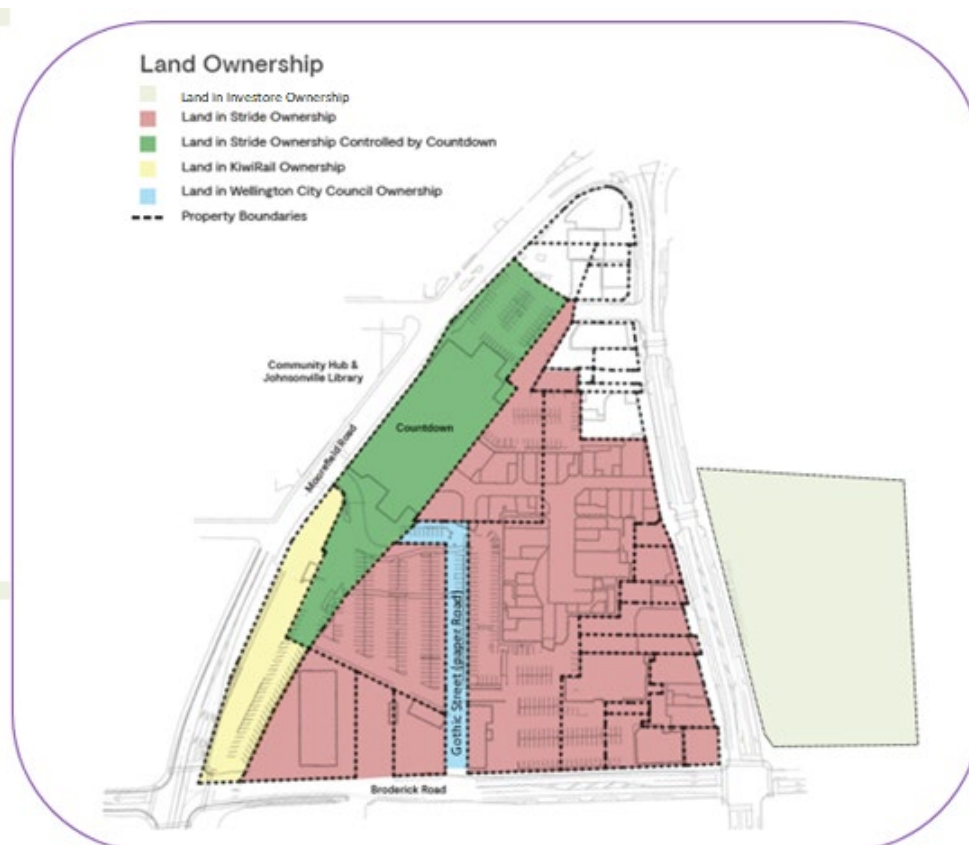 Land Ownership
Land in Investore Ownership
Land in Stride Ownership
Land in Stride Ownership Controlled by Countdown
Land in KiwiRail Ownership
Land in Wellington City Council Ownership
Property Boundaries
Community Hub &
Johnsonville Library
Countdown
Moorefield Road
Gothic Street (paper Road)
Broderick Road